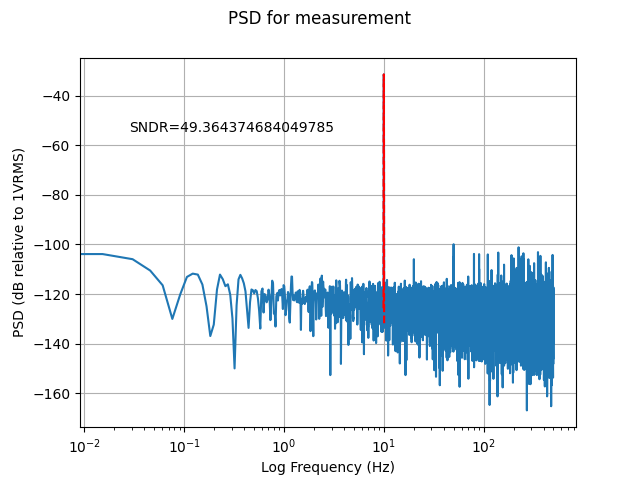 PSD for measurement
SNDR=49.364374684049785
PSD (dB relative to 1VRMS)
−40
−60
−80
−100
−120
−140
−160
10⁻² 10⁻¹ 10⁰ 10¹ 10²
Log Frequency (Hz)